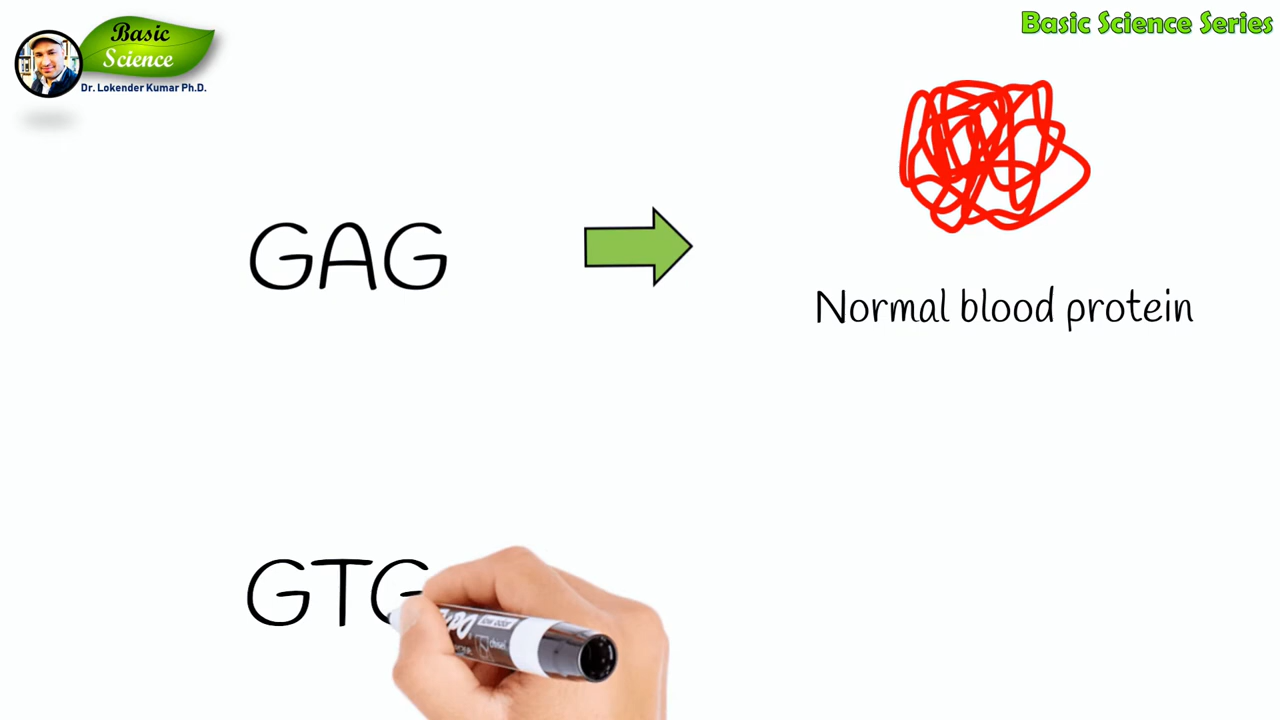 Basic
Science
Dr. Lokender Kumar Ph.D.
Basic Science Series
GAG
Normal blood protein
GTG